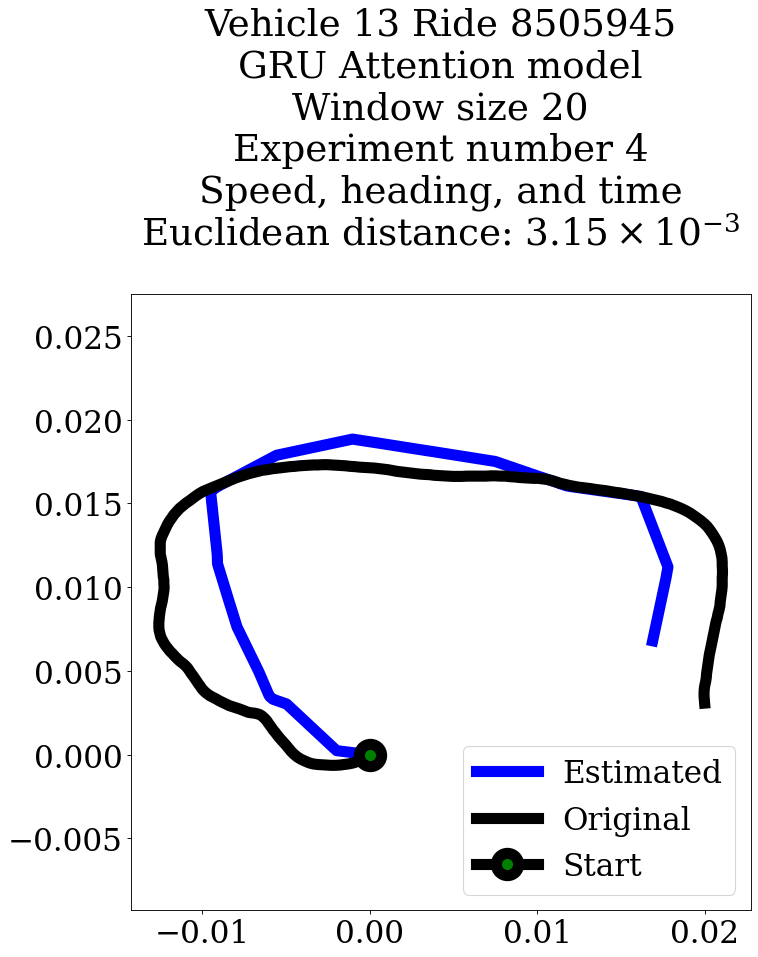 Vehicle 13 Ride 8505945
GRU Attention model
Window size 20
Experiment number 4
Speed, heading, and time
Euclidean distance: 3.15 × 10⁻³
0.025
0.020
0.015
0.010
0.005
0.000
−0.005
Estimated
Original
Start
−0.01
0.00
0.01
0.02